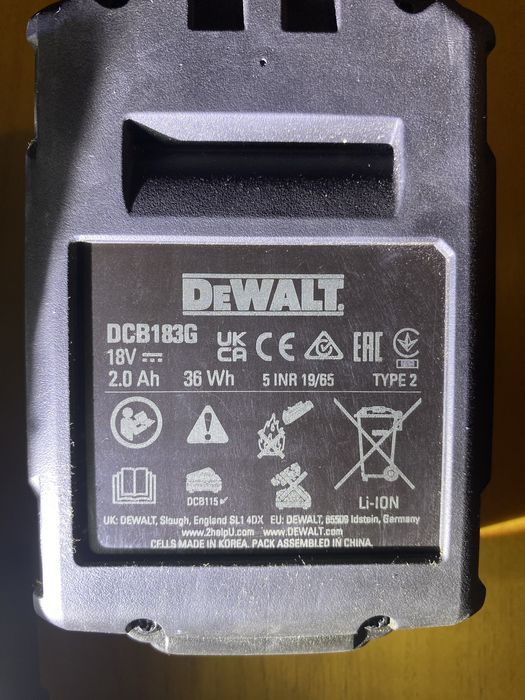 DEWALT
DCB183G
UK CA CE EAC
18V
2.0 Ah 36 Wh 5 INR 19/65 TYPE 2
DCB115
Li-ION
UK: DEWALT, Slough, England SL1 4DX EU: DEWALT, 65506 Idstein, Germany
www.2helpU.com www.DEWALT.com
CELLS MADE IN KOREA. PACK ASSEMBLED IN CHINA.